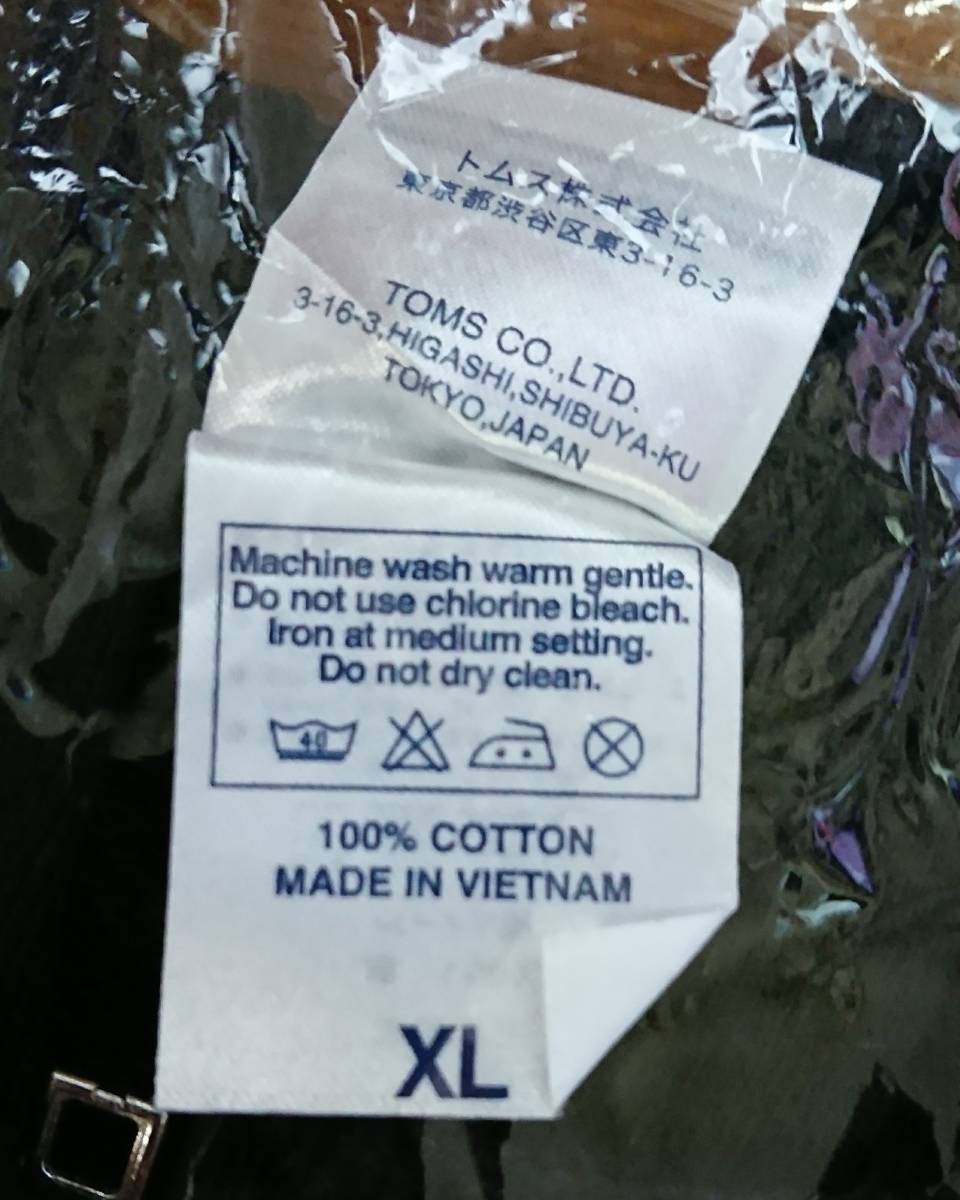 トムス株式会社
東京都渋谷区東3-16-3
TOMS CO.,LTD.
3-16-3,HIGASHI,SHIBUYA-KU
TOKYO,JAPAN
Machine wash warm gentle.
Do not use chlorine bleach.
Iron at medium setting.
Do not dry clean.
40
100% COTTON
MADE IN VIETNAM
XL